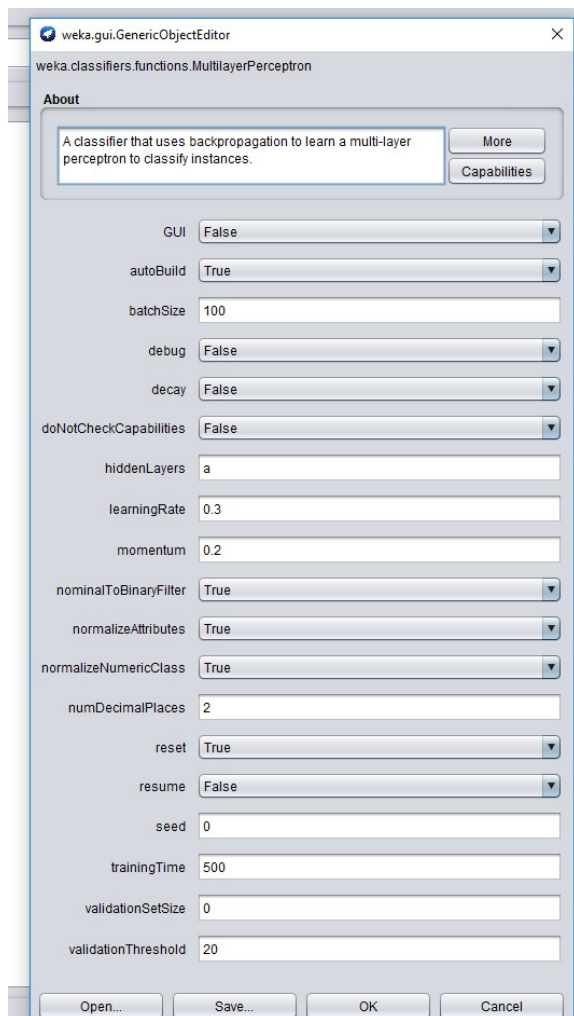 weka.gui.GenericObjectEditor
weka.classifiers.functions.MultilayerPerceptron
About
A classifier that uses backpropagation to learn a multi-layer
perceptron to classify instances.
More
Capabilities
GUI False
autoBuild True
batchSize 100
debug False
decay False
doNotCheckCapabilities False
hiddenLayers a
learningRate 0.3
momentum 0.2
nominalToBinaryFilter True
normalizeAttributes True
normalizeNumericClass True
numDecimalPlaces 2
reset True
resume False
seed 0
trainingTime 500
validationSetSize 0
validationThreshold 20
Open... Save... OK Cancel